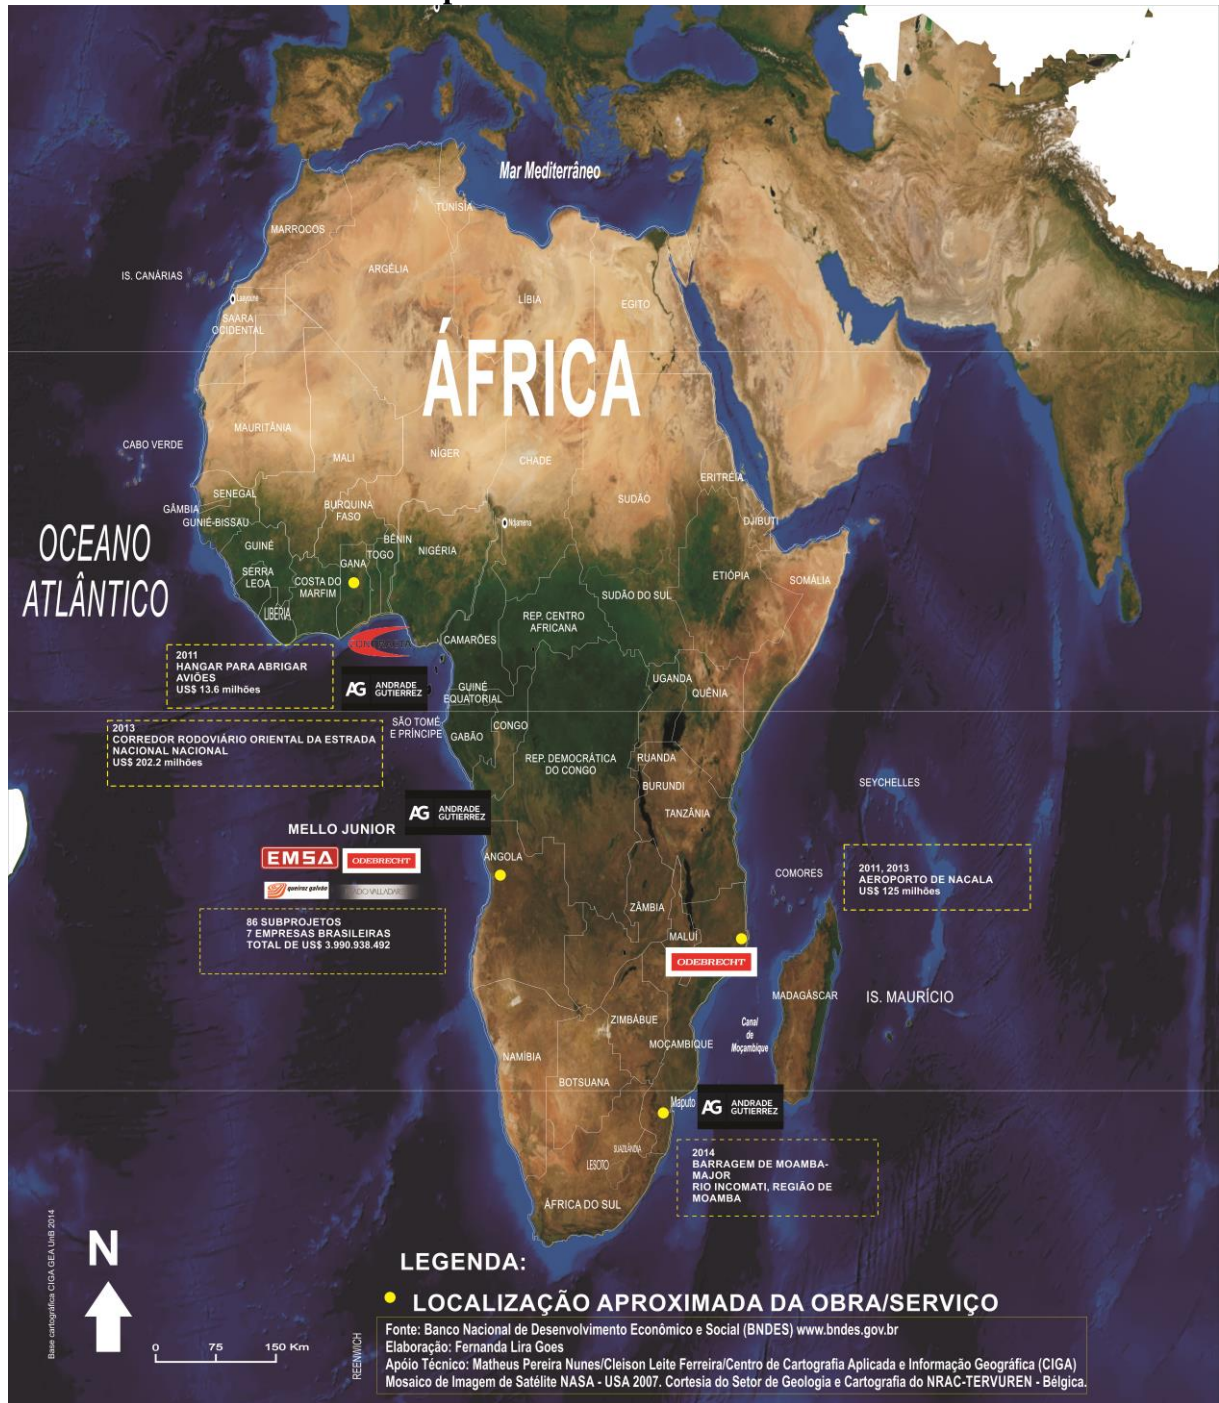 Mar Mediterrâneo
TUNÍSIA
MARROCOS
IS. CANÁRIAS
ARGÉLIA
LÍBIA
EGITO
Laayoune
SAARA
OCIDENTAL
ÁFRICA
MAURITÂNIA
CABO VERDE
MALI
NÍGER
CHADE
SUDÃO
ERITRÉIA
SENEGAL
GÂMBIA
BURQUINA
FASO
GUNIÉ-BISSAU
Ndjamena
DJIBUTI
OCEANO
ATLÂNTICO
GUINÉ
BÊNIN
NIGÉRIA
TOGO
GANA
SERRA
LEOA
COSTA DO
MARFIM
LIBÉRIA
ETIÓPIA
SOMÁLIA
SUDÃO DO SUL
REP. CENTRO
AFRICANA
CAMARÕES
2011
HANGAR PARA ABRIGAR
AVIÕES
US$ 13.6 milhões
AG ANDRADE
GUTIERREZ
GUINÉ
EQUATORIAL
UGANDA
QUÊNIA
SÃO TOMÉ
E PRÍNCIPE
GABÃO
CONGO
2013
CORREDOR RODOVIÁRIO ORIENTAL DA ESTRADA
NACIONAL NACIONAL
US$ 202.2 milhões
REP. DEMOCRÁTICA
DO CONGO
RUANDA
BURUNDI
TANZÂNIA
SEYCHELLES
AG ANDRADE
GUTIERREZ
MELLO JUNIOR
EMSA
ODEBRECHT
queiroz galvão
ANGOLA
86 SUBPROJETOS
7 EMPRESAS BRASILEIRAS
TOTAL DE US$ 3.990.938.492
COMORES
2011, 2013
AEROPORTO DE NACALA
US$ 125 milhões
ZÂMBIA
MALUÍ
ODEBRECHT
MADAGÁSCAR
IS. MAURÍCIO
ZIMBÁBUE
MOÇAMBIQUE
Canal
de
Moçambique
NAMÍBIA
BOTSUANA
Maputo
AG ANDRADE
GUTIERREZ
SUAZILÂNDIA
LESOTO
ÁFRICA DO SUL
2014
BARRAGEM DE MOAMBA-
MAJOR
RIO INCOMATI, REGIÃO DE
MOAMBA
Base cartográfica CIGA GEA UnB 2014
N
0 75 150 Km
REENWICH
LEGENDA:
LOCALIZAÇÃO APROXIMADA DA OBRA/SERVIÇO
Fonte: Banco Nacional de Desenvolvimento Econômico e Social (BNDES) www.bndes.gov.br
Elaboração: Fernanda Lira Goes
Apóio Técnico: Matheus Pereira Nunes/Cleison Leite Ferreira/Centro de Cartografia Aplicada e Informação Geográfica (CIGA)
Mosaico de Imagem de Satélite NASA - USA 2007. Cortesia do Setor de Geologia e Cartografia do NRAC-TERVUREN - Bélgica.